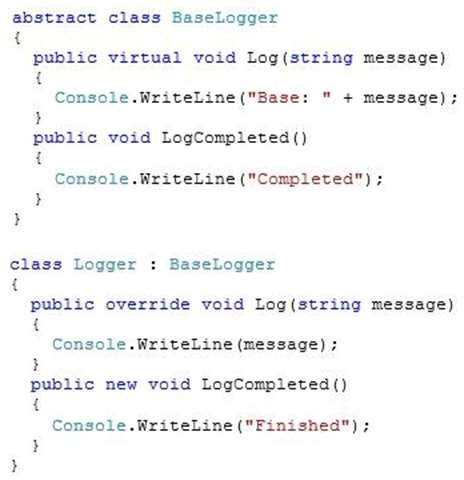 abstract class BaseLogger
{
public virtual void Log(string message)
{
Console.WriteLine("Base: " + message);
}
public void LogCompleted()
{
Console.WriteLine("Completed");
}
}
class Logger : BaseLogger
{
public override void Log(string message)
{
Console.WriteLine(message);
}
public new void LogCompleted()
{
Console.WriteLine("Finished");
}
}